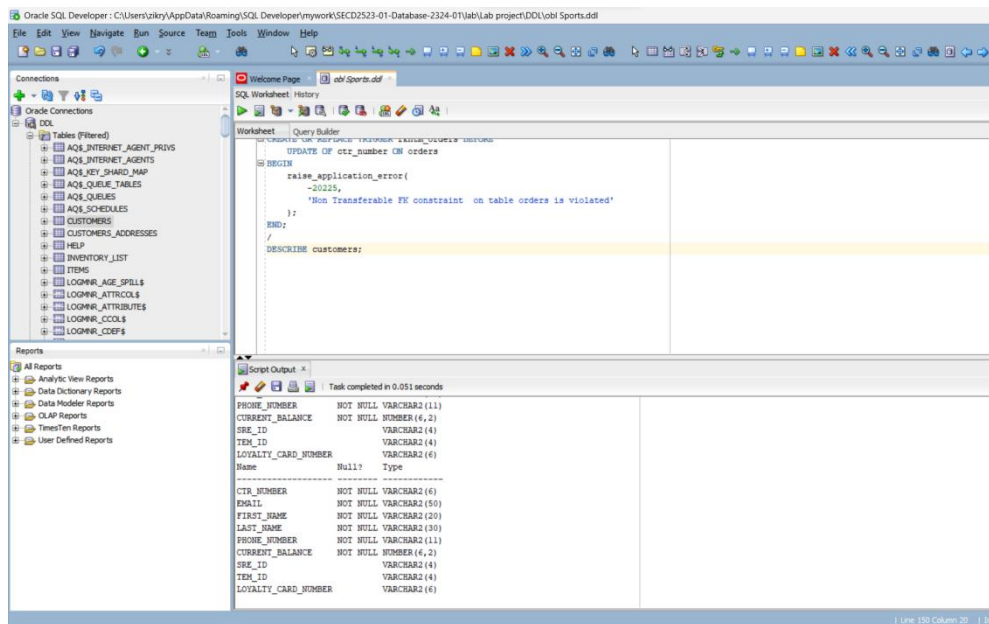 Oracle SQL Developer : C:\Users\zikry\AppData\Roaming\SQL Developer\mywork\SECD2523-01-Database-2324-01\lab\Lab project\DDL\obl Sports.ddl
File Edit View Navigate Run Source Team Tools Window Help
Connections
Oracle Connections
DDL
Tables (Filtered)
AQ$_INTERNET_AGENT_PRIVS
AQ$_INTERNET_AGENTS
AQ$_KEY_SHARD_MAP
AQ$_QUEUE_TABLES
AQ$_QUEUES
AQ$_SCHEDULES
CUSTOMERS
CUSTOMERS_ADDRESSES
HELP
INVENTORY_LIST
ITEMS
LOGMNR_AGE_SPILL$
LOGMNR_ATTRCOL$
LOGMNR_ATTRIBUTE$
LOGMNR_CCOL$
LOGMNR_CDEF$
Reports
All Reports
Analytic View Reports
Data Dictionary Reports
Data Modeler Reports
OLAP Reports
TimesTen Reports
User Defined Reports
Welcome Page
obl Sports.ddl
SQL Worksheet History
Worksheet Query Builder
CREATE OR REPLACE TRIGGER fkntm_orders BEFORE
UPDATE OF ctr_number ON orders
BEGIN
raise_application_error(
-20225,
'Non Transferable FK constraint  on table orders is violated'
);
END;
/
DESCRIBE customers;
Script Output
Task completed in 0.051 seconds
PHONE_NUMBER NOT NULL VARCHAR2(11)
CURRENT_BALANCE NOT NULL NUMBER(6,2)
SRE_ID VARCHAR2(4)
TEM_ID VARCHAR2(4)
LOYALTY_CARD_NUMBER VARCHAR2(6)
Name Null? Type
------------------- -------- ------------
CTR_NUMBER NOT NULL VARCHAR2(6)
EMAIL NOT NULL VARCHAR2(50)
FIRST_NAME NOT NULL VARCHAR2(20)
LAST_NAME NOT NULL VARCHAR2(30)
PHONE_NUMBER NOT NULL VARCHAR2(11)
CURRENT_BALANCE NOT NULL NUMBER(6,2)
SRE_ID VARCHAR2(4)
TEM_ID VARCHAR2(4)
LOYALTY_CARD_NUMBER VARCHAR2(6)
Line 150 Column 20